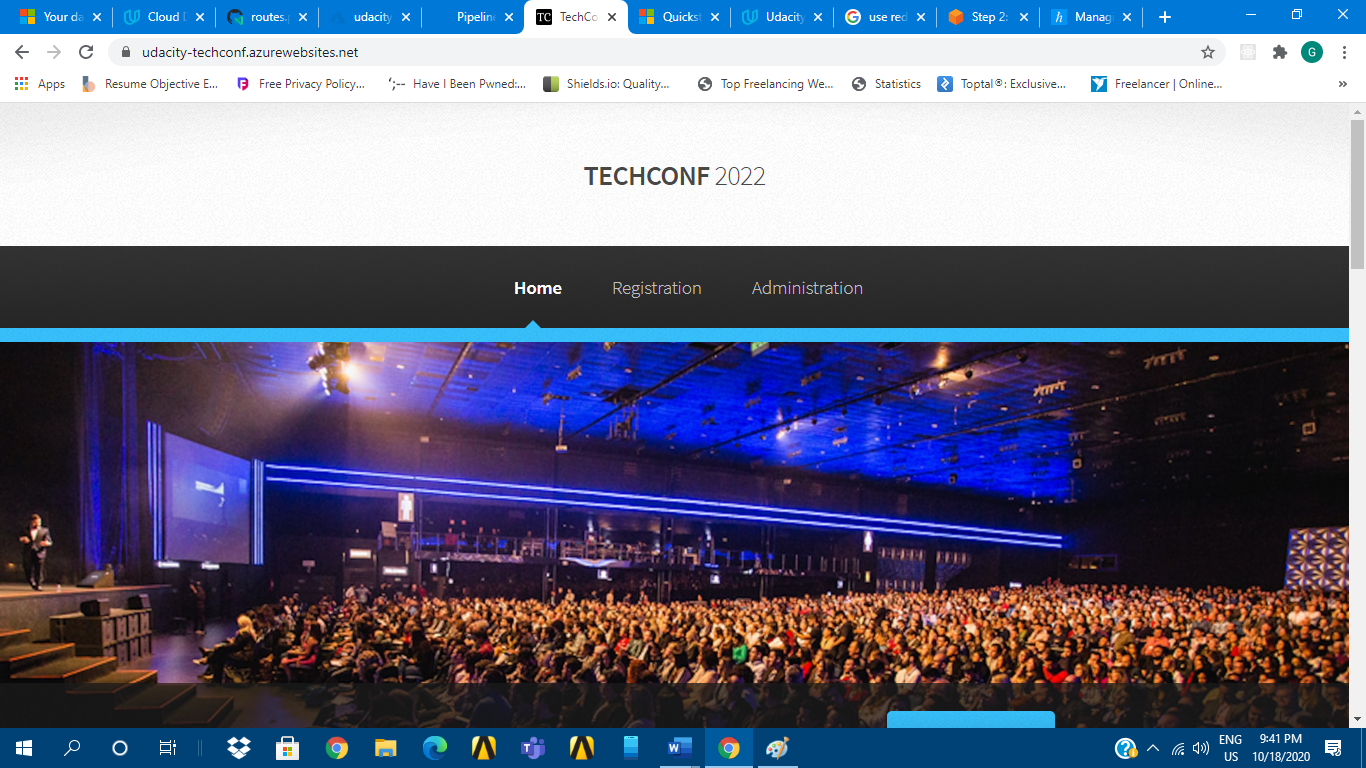 Your da
Cloud D
routes.p
udacity
Pipeline
TC
TechCo
Quickst
Udacity
use red
Step 2:
h
Manag
udacity-techconf.azurewebsites.net
G
Apps
Resume Objective E...
Free Privacy Policy...
';--
Have I Been Pwned:...
Shields.io: Quality...
Top Freelancing We...
Statistics
Toptal®: Exclusive...
Freelancer | Online...
»
TECHCONF 2022
Home
Registration
Administration
ENG
US
9:41 PM
10/18/2020